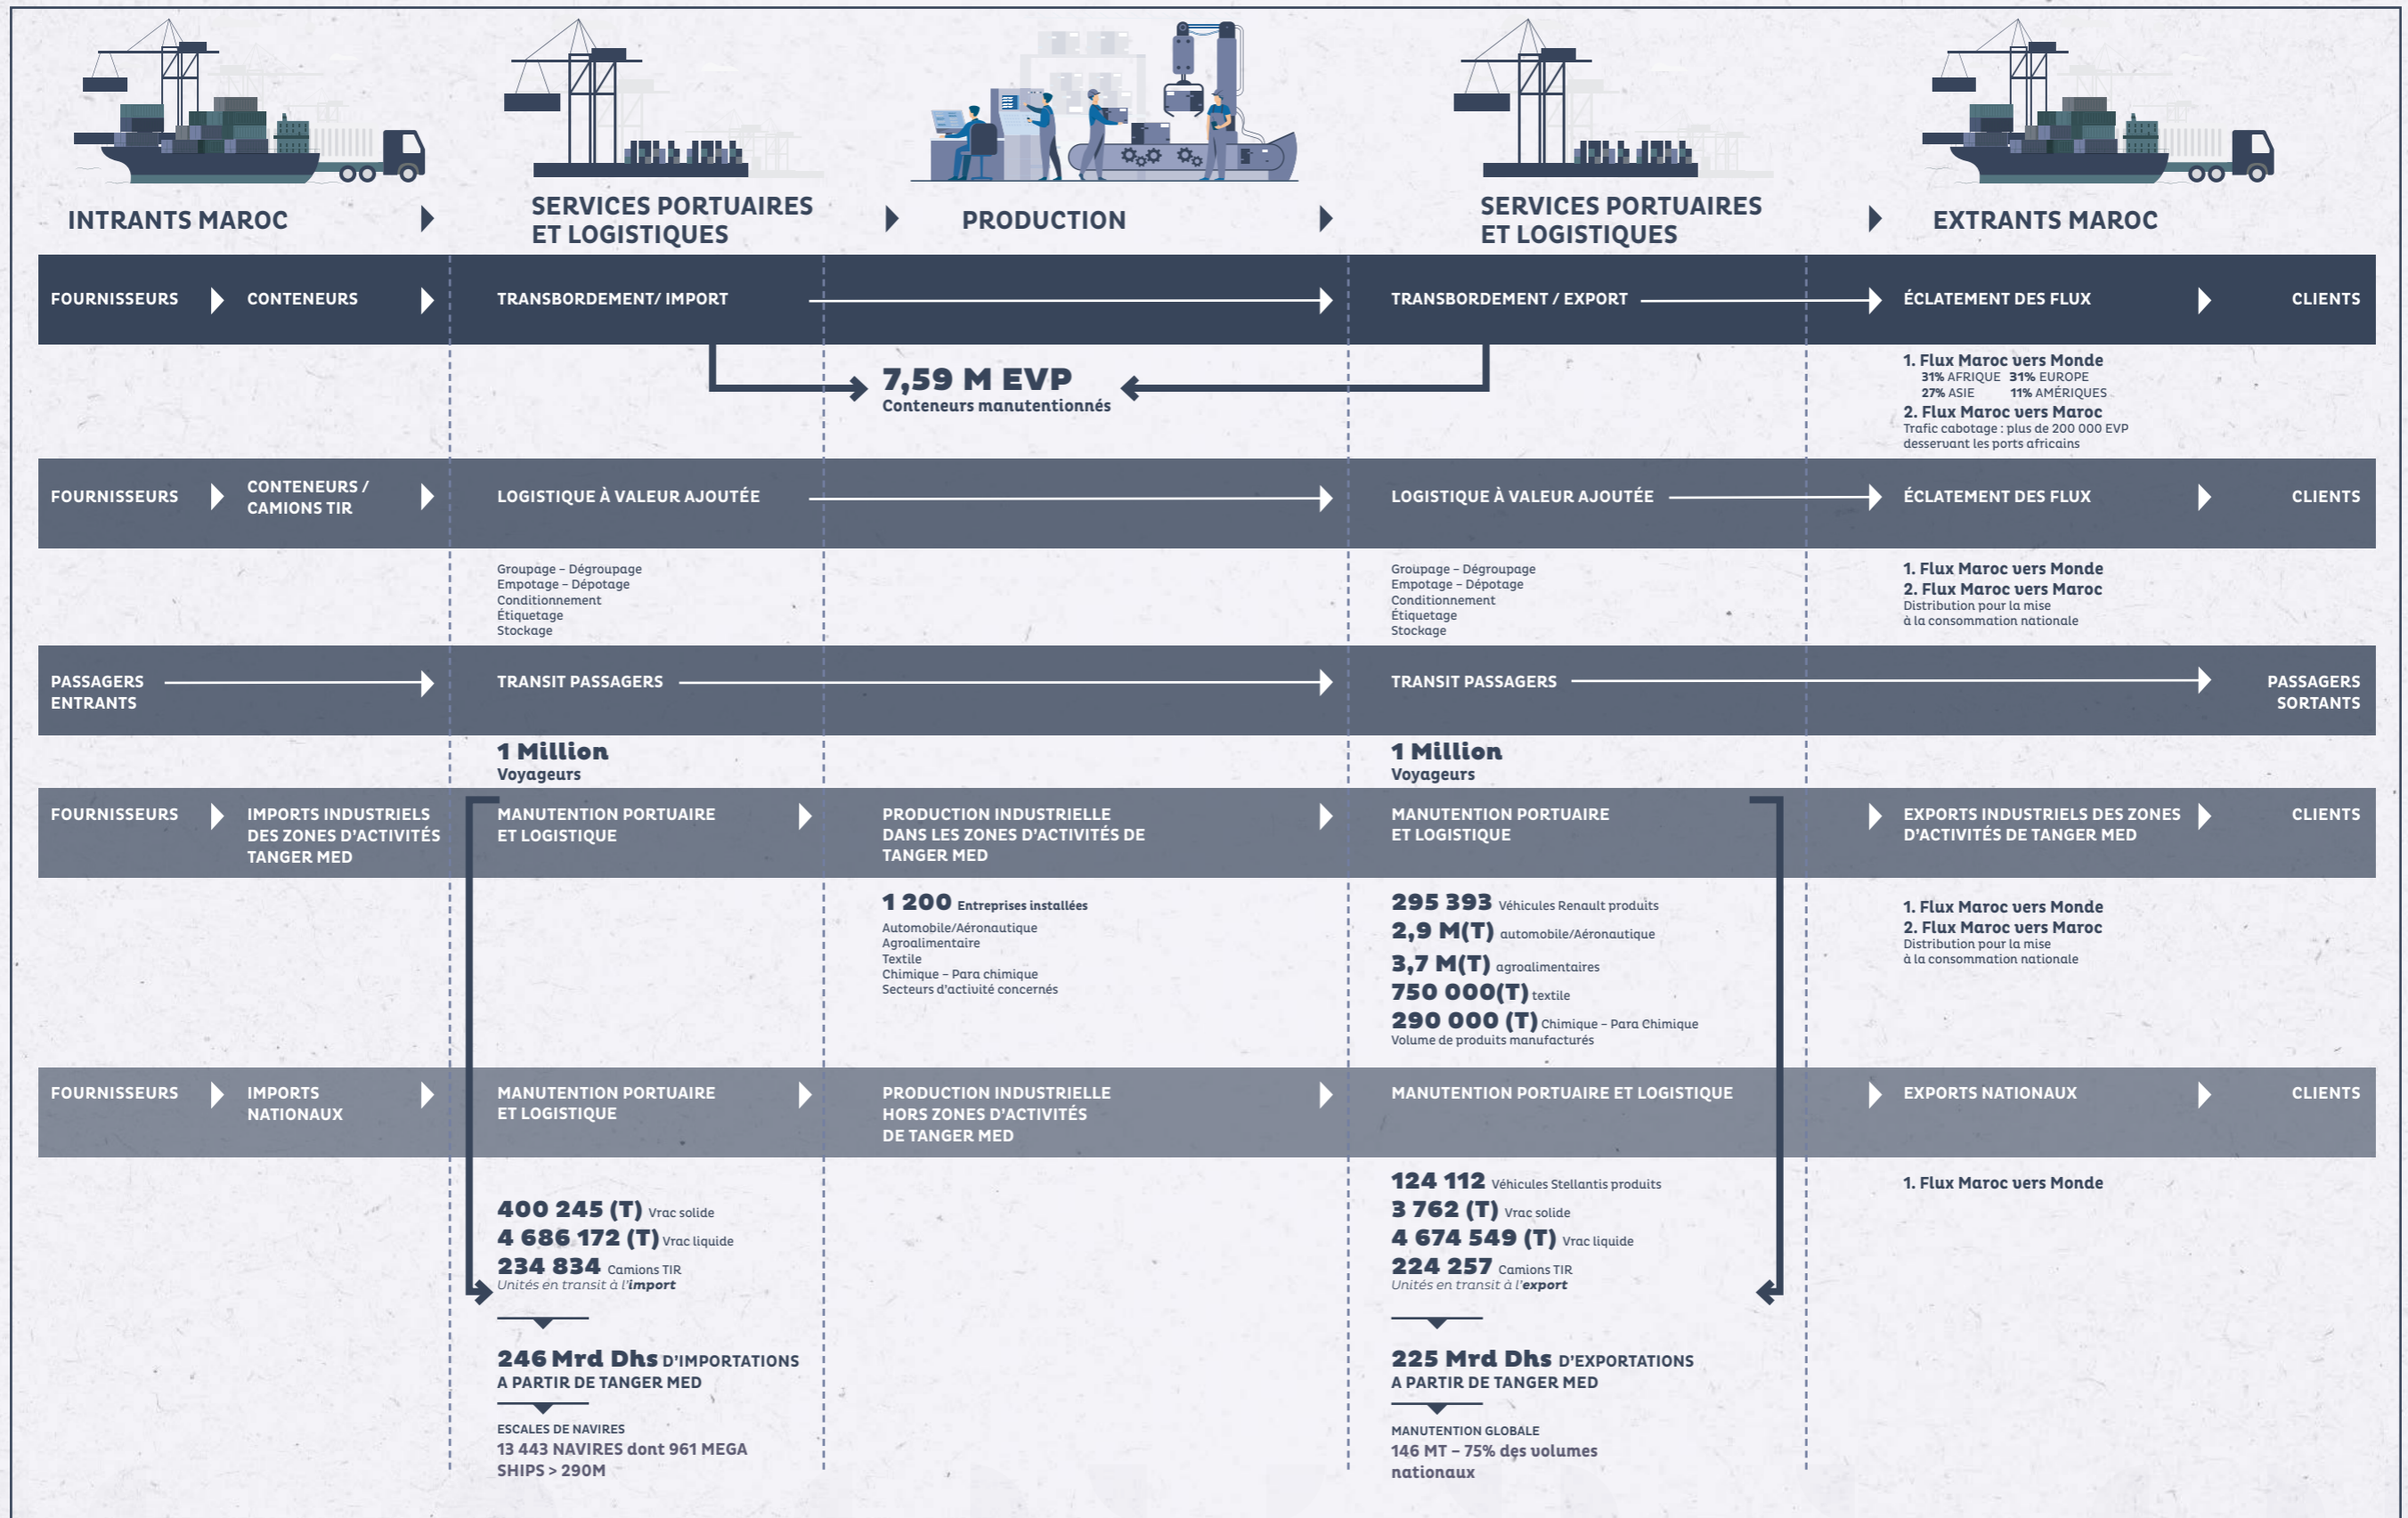 INTRANTS MAROC
SERVICES PORTUAIRES
ET LOGISTIQUES
PRODUCTION
SERVICES PORTUAIRES
ET LOGISTIQUES
EXTRANTS MAROC
FOURNISSEURS
CONTENEURS
TRANSBORDEMENT/ IMPORT
TRANSBORDEMENT / EXPORT
ÉCLATEMENT DES FLUX
CLIENTS
7,59 M EVP
Conteneurs manutentionnés
1. Flux Maroc vers Monde
31% AFRIQUE 31% EUROPE
27% ASIE 11% AMÉRIQUES
2. Flux Maroc vers Maroc
Trafic cabotage : plus de 200 000 EVP
desservant les ports africains
FOURNISSEURS
CONTENEURS /
CAMIONS TIR
LOGISTIQUE À VALEUR AJOUTÉE
LOGISTIQUE À VALEUR AJOUTÉE
ÉCLATEMENT DES FLUX
CLIENTS
Groupage – Dégroupage
Empotage – Dépotage
Conditionnement
Étiquetage
Stockage
Groupage – Dégroupage
Empotage – Dépotage
Conditionnement
Étiquetage
Stockage
1. Flux Maroc vers Monde
2. Flux Maroc vers Maroc
Distribution pour la mise
à la consommation nationale
PASSAGERS
ENTRANTS
TRANSIT PASSAGERS
TRANSIT PASSAGERS
PASSAGERS
SORTANTS
1 Million
Voyageurs
1 Million
Voyageurs
FOURNISSEURS
IMPORTS INDUSTRIELS
DES ZONES D'ACTIVITÉS
TANGER MED
MANUTENTION PORTUAIRE
ET LOGISTIQUE
PRODUCTION INDUSTRIELLE
DANS LES ZONES D'ACTIVITÉS DE
TANGER MED
MANUTENTION PORTUAIRE
ET LOGISTIQUE
EXPORTS INDUSTRIELS DES ZONES
D'ACTIVITÉS DE TANGER MED
CLIENTS
1 200 Entreprises installées
Automobile/Aéronautique
Agroalimentaire
Textile
Chimique – Para chimique
Secteurs d'activité concernés
295 393 Véhicules Renault produits
2,9 M(T) automobile/Aéronautique
3,7 M(T) agroalimentaires
750 000(T) textile
290 000 (T) Chimique – Para Chimique
Volume de produits manufacturés
1. Flux Maroc vers Monde
2. Flux Maroc vers Maroc
Distribution pour la mise
à la consommation nationale
FOURNISSEURS
IMPORTS
NATIONAUX
MANUTENTION PORTUAIRE
ET LOGISTIQUE
PRODUCTION INDUSTRIELLE
HORS ZONES D'ACTIVITÉS
DE TANGER MED
MANUTENTION PORTUAIRE ET LOGISTIQUE
EXPORTS NATIONAUX
CLIENTS
400 245 (T) Vrac solide
4 686 172 (T) Vrac liquide
234 834 Camions TIR
Unités en transit à l'import
124 112 Véhicules Stellantis produits
3 762 (T) Vrac solide
4 674 549 (T) Vrac liquide
224 257 Camions TIR
Unités en transit à l'export
1. Flux Maroc vers Monde
246 Mrd Dhs D'IMPORTATIONS
A PARTIR DE TANGER MED
225 Mrd Dhs D'EXPORTATIONS
A PARTIR DE TANGER MED
ESCALES DE NAVIRES
13 443 NAVIRES dont 961 MEGA
SHIPS > 290M
MANUTENTION GLOBALE
146 MT – 75% des volumes
nationaux